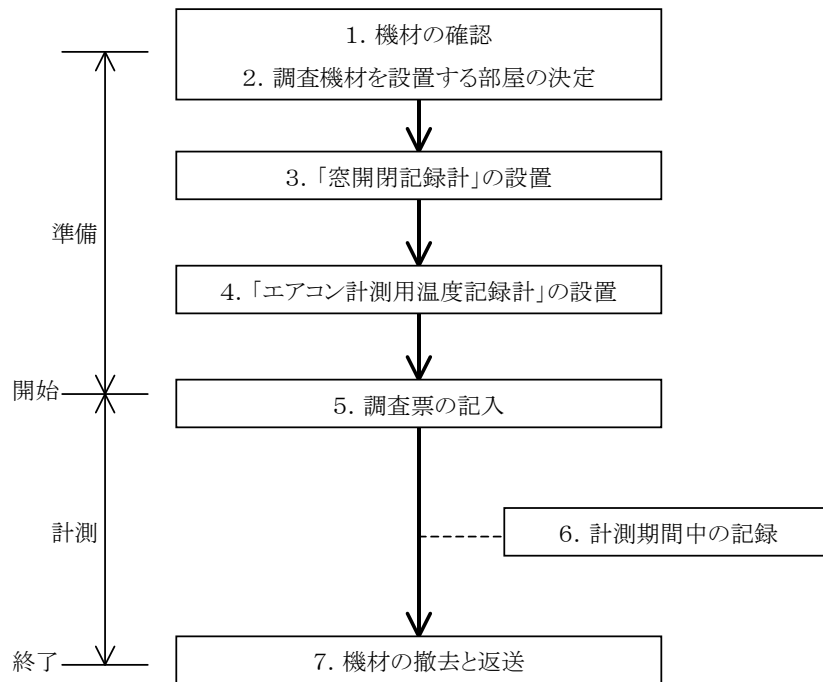 1. 機材の確認
2. 調査機材を設置する部屋の決定
3. 「窓開閉記録計」の設置
準備
4. 「エアコン計測用温度記録計」の設置
開始
5. 調査票の記入
計測
6. 計測期間中の記録
終了
7. 機材の撤去と返送